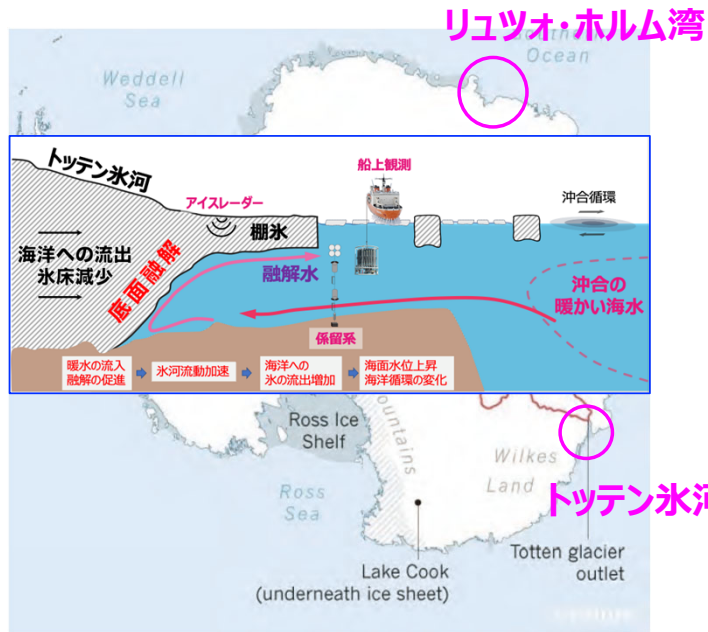 リュツォ・ホルム湾
Ocean
Weddell
Sea
トッテン氷河
アイスレーダー
船上観測
沖合循環
棚氷
海洋への流出
氷床減少
底面融解
融解水
沖合の
暖かい海水
係留系
暖水の流入
融解の促進
氷河流動加速
海洋への
氷の流出増加
海面水位上昇
海洋循環の変化
Ross Ice
Shelf
Wilkes
Land
Ross
Sea
トッテン氷河
Totten glacier
outlet
Lake Cook
(underneath ice sheet)